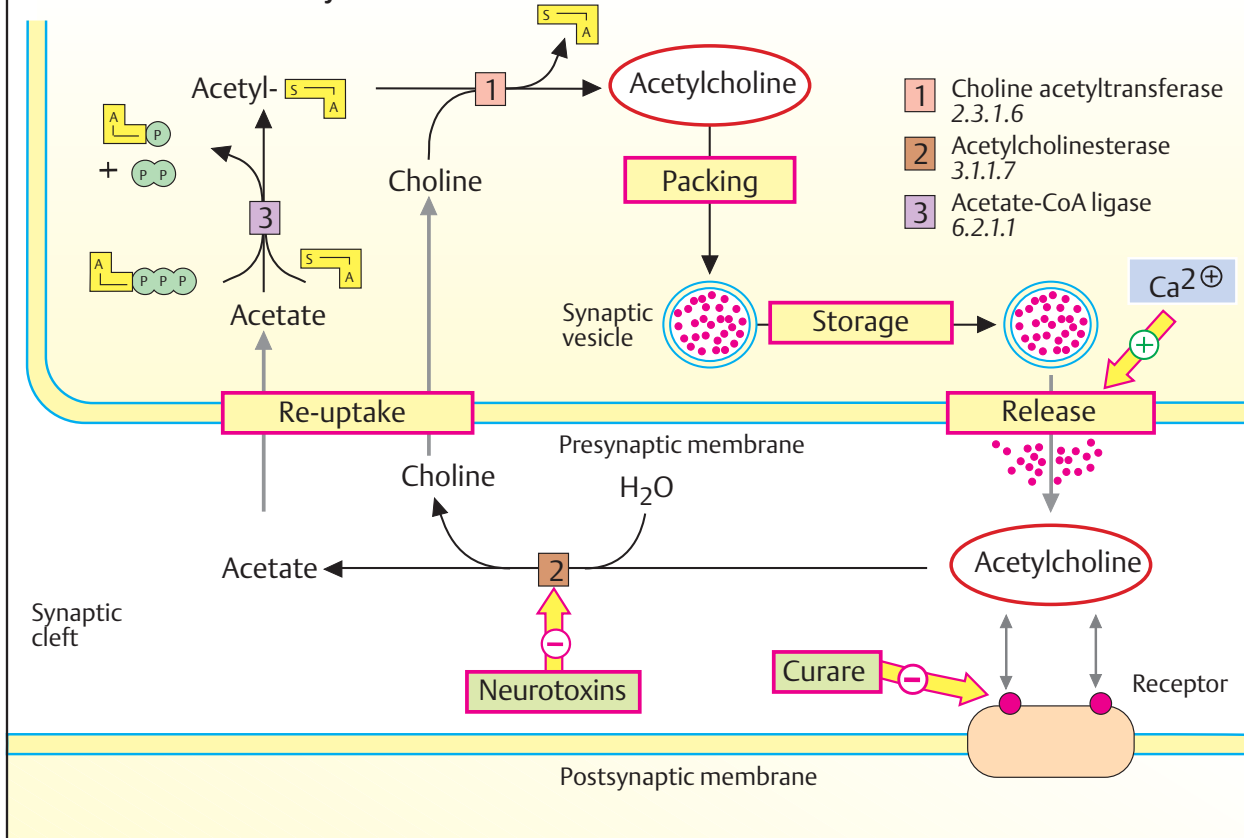 S
A
Acetyl-
S
A
1
Acetylcholine
1 Choline acetyltransferase
2.3.1.6
2 Acetylcholinesterase
3.1.1.7
3 Acetate-CoA ligase
6.2.1.1
A
P
+ P P
Choline
Packing
3
A
P P P
S
A
Acetate
Synaptic
vesicle
Storage
Ca2⊕
+
Re-uptake
Release
Presynaptic membrane
Choline
H2O
Acetate
2
Acetylcholine
Synaptic
cleft
−
Neurotoxins
Curare
−
Receptor
Postsynaptic membrane